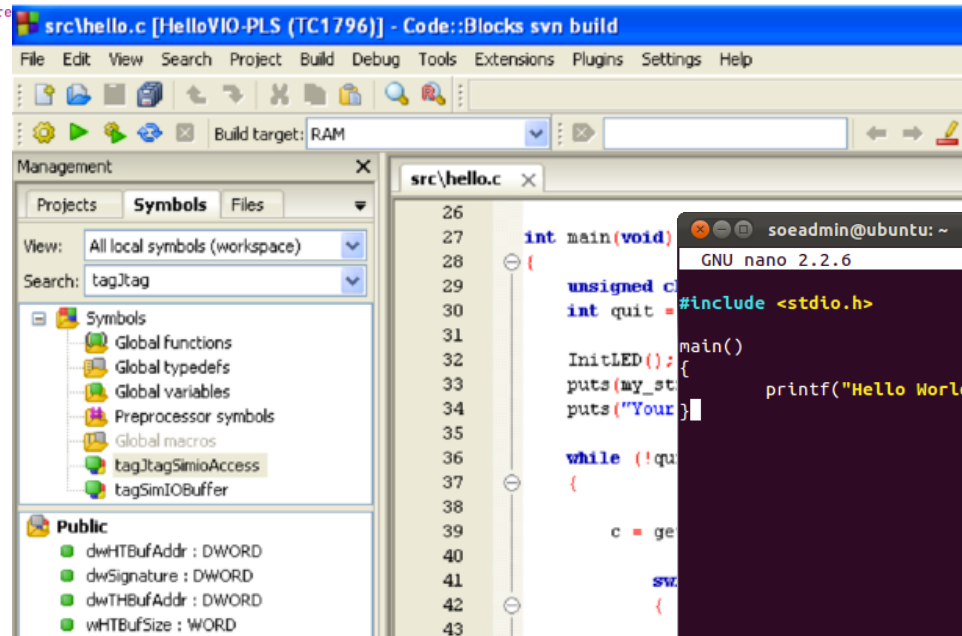 re
src\hello.c [HelloVIO-PLS (TC1796)] - Code::Blocks svn build
File Edit View Search Project Build Debug Tools Extensions Plugins Settings Help
Build target: RAM
Management
Projects Symbols Files
View: All local symbols (workspace)
Search: tagJtag
Symbols
Global functions
Global typedefs
Global variables
Preprocessor symbols
Global macros
tagJtagSimioAccess
tagSimIOBuffer
Public
dwHTBufAddr : DWORD
dwSignature : DWORD
dwTHBufAddr : DWORD
wHTBufSize : WORD
src\hello.c
26
27 int main(void)
28 {
29 unsigned c
30 int quit =
31
32 InitLED();
33 puts(my_st
34 puts("Your
35
36 while (!qu
37 {
38
39 c = ge
40
41 sw
42 {
43
soeadmin@ubuntu: ~
GNU nano 2.2.6
#include <stdio.h>
main()
{
printf("Hello Worl
}